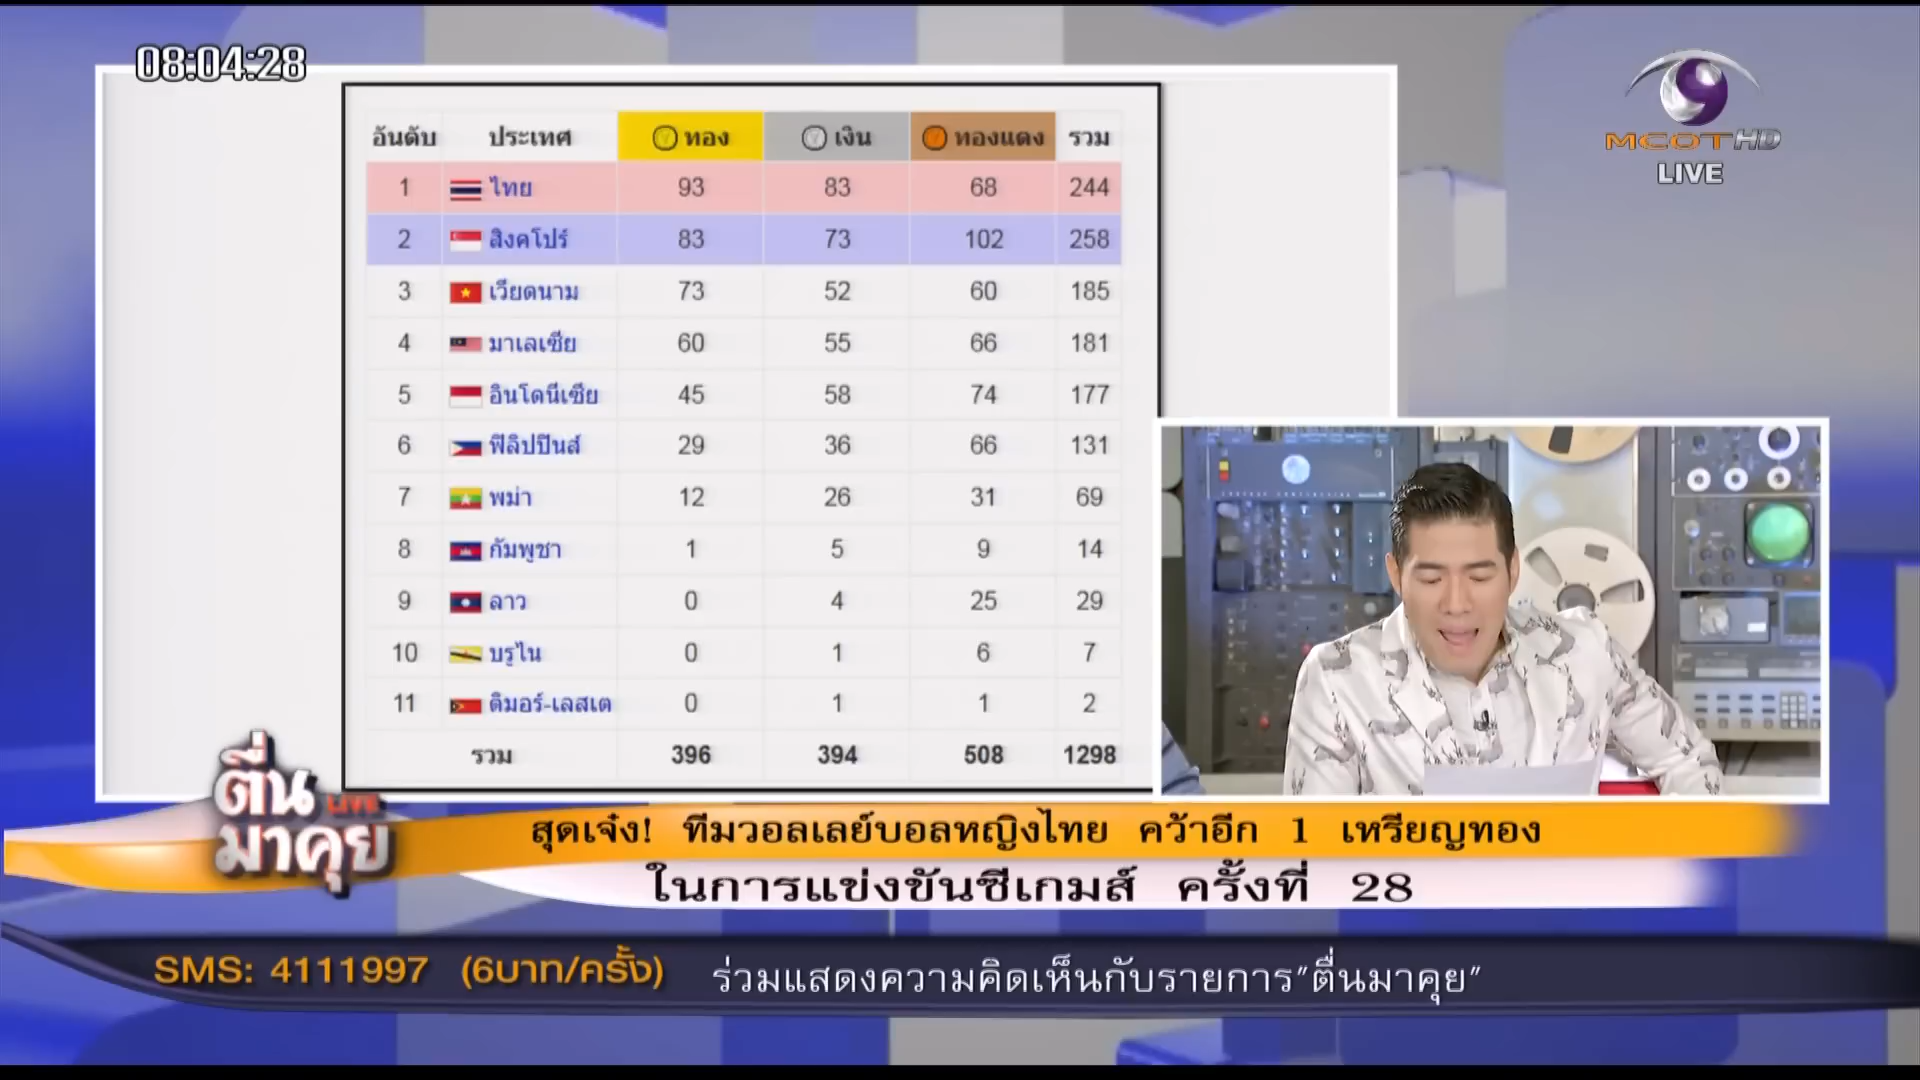 08:04:28
MCOT HD
LIVE
อันดับ ประเทศ ทอง เงิน ทองแดง รวม
1 ไทย 93 83 68 244
2 สิงคโปร์ 83 73 102 258
3 เวียดนาม 73 52 60 185
4 มาเลเซีย 60 55 66 181
5 อินโดนีเซีย 45 58 74 177
6 ฟิลิปปินส์ 29 36 66 131
7 พม่า 12 26 31 69
8 กัมพูชา 1 5 9 14
9 ลาว 0 4 25 29
10 บรูไน 0 1 6 7
11 ติมอร์-เลสเต 0 1 1 2
รวม 396 394 508 1298
ตื่น LIVE
มาคุย
สุดเจ๋ง! ทีมวอลเลย์บอลหญิงไทย คว้าอีก 1 เหรียญทอง
ในการแข่งขันซีเกมส์ ครั้งที่ 28
SMS: 4111997 (6บาท/ครั้ง) ร่วมแสดงความคิดเห็นกับรายการ"ตื่นมาคุย"